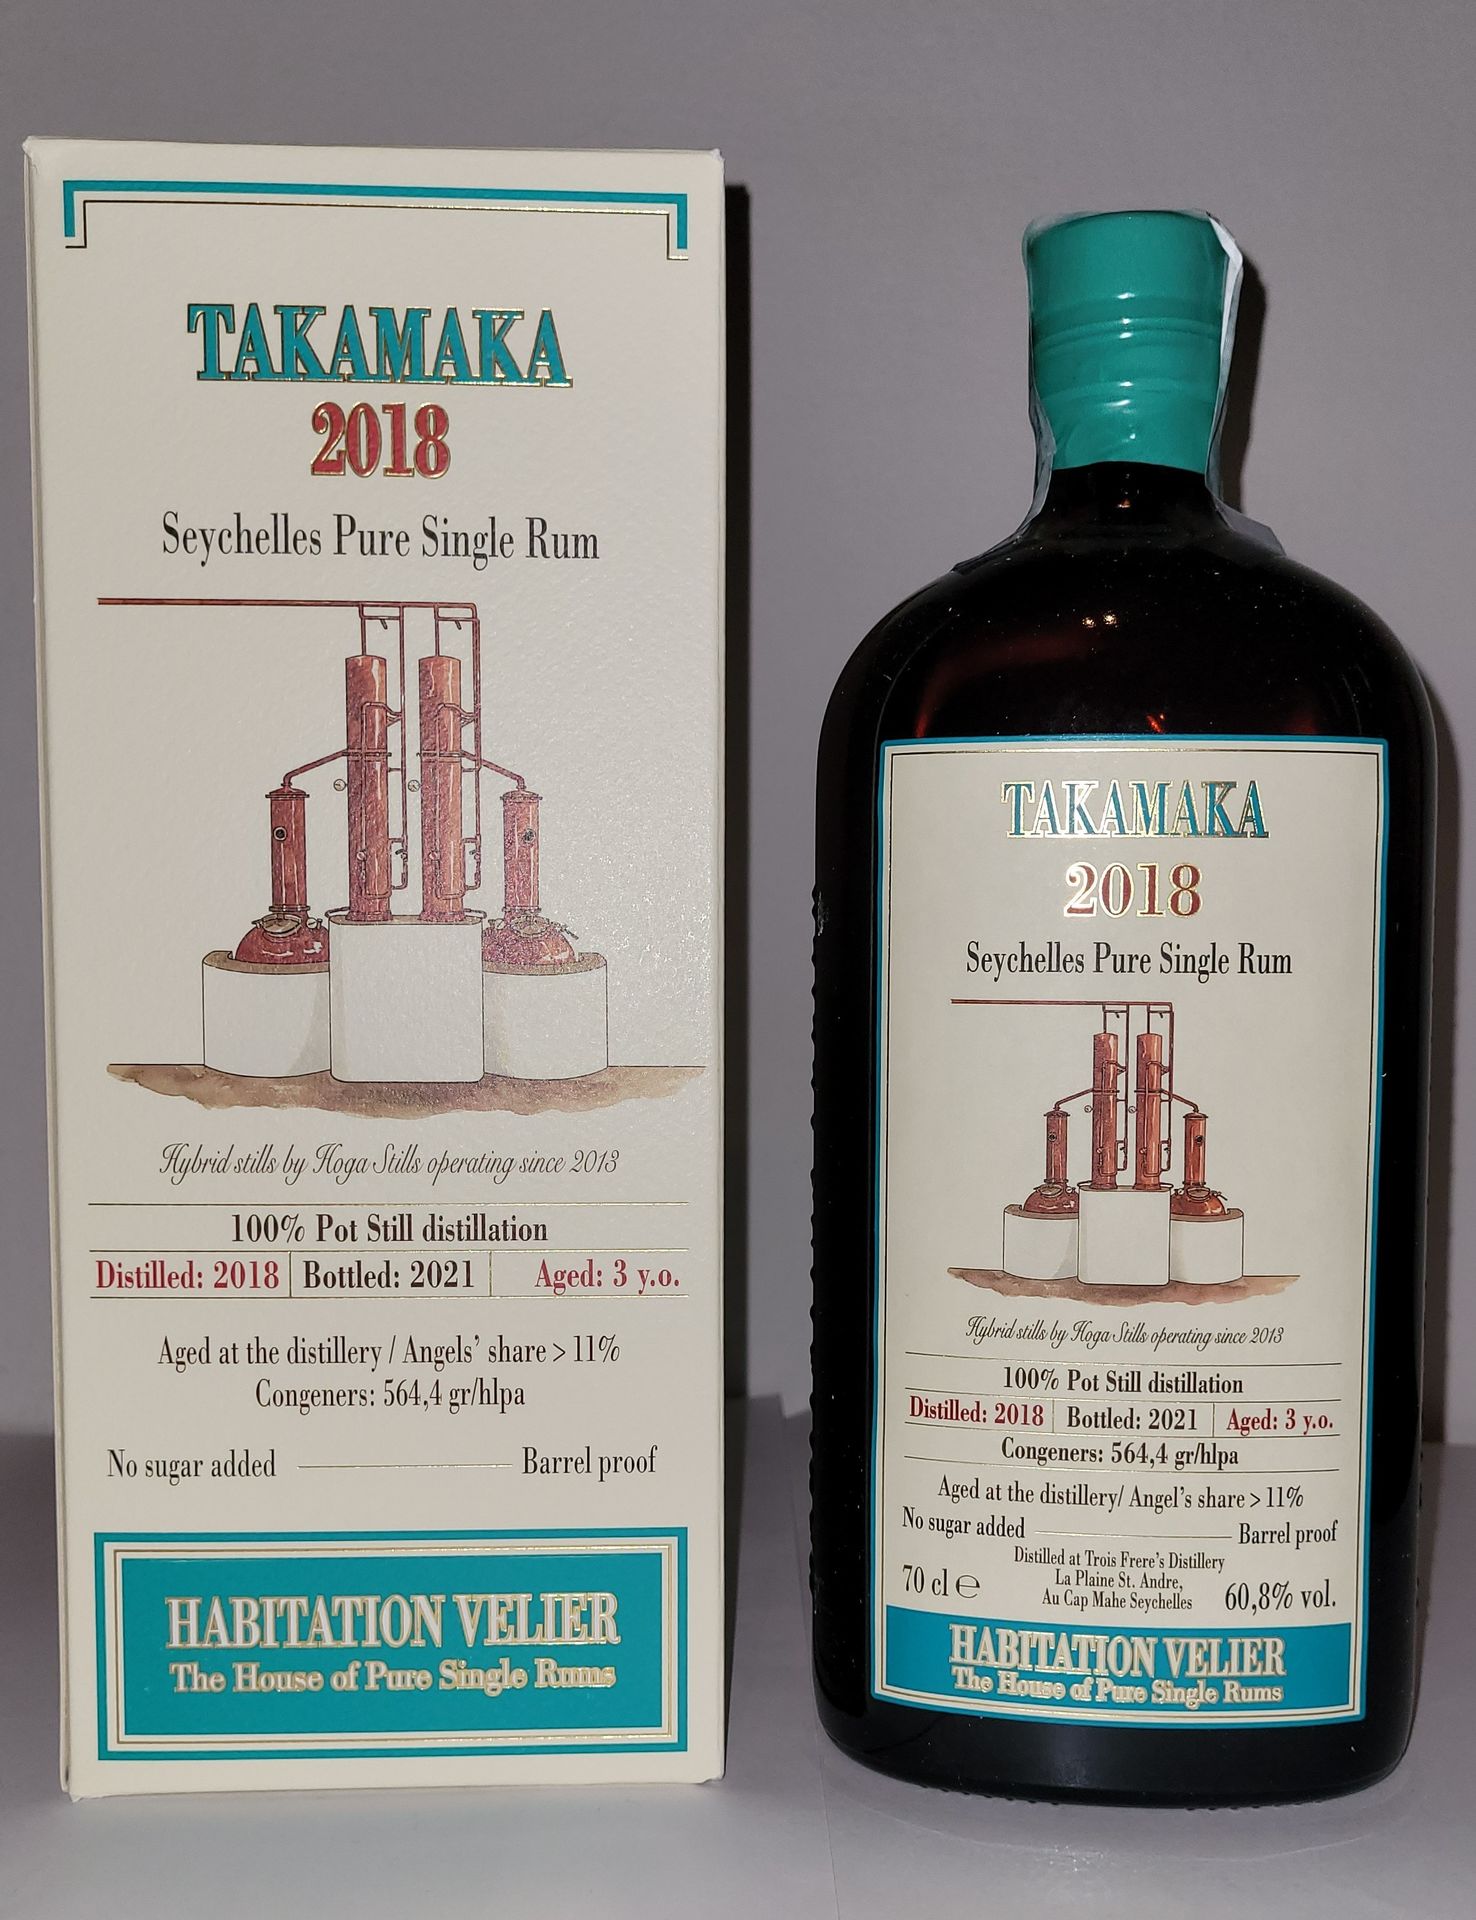 TAKAMAKA
2018
Seychelles Pure Single Rum
Hybrid stills by Hoga Stills operating since 2013
100% Pot Still distillation
Distilled: 2018 Bottled: 2021 Aged: 3 y.o.
Aged at the distillery / Angels' share > 11%
Congeners: 564,4 gr/hlpa
No sugar added Barrel proof
HABITATION VELIER
The House of Pure Single Rums
TAKAMAKA
2018
Seychelles Pure Single Rum
Hybrid stills by Hoga Stills operating since 2013
100% Pot Still distillation
Distilled: 2018 Bottled: 2021 Aged: 3 y.o.
Congeners: 564,4 gr/hlpa
Aged at the distillery/ Angel's share > 11%
No sugar added Barrel proof
Distilled at Trois Frere's Distillery
La Plaine St. Andre,
Au Cap Mahe Seychelles
70 cl ℮ 60,8% vol.
HABITATION VELIER
The House of Pure Single Rums